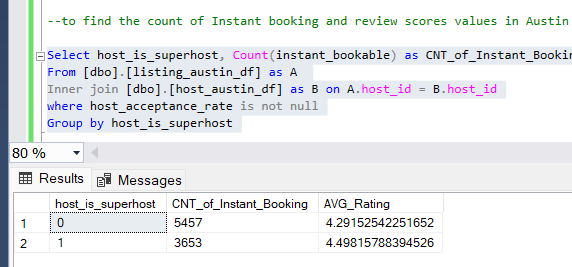 --to find the count of Instant booking and review scores values in Austin
Select host_is_superhost, Count(instant_bookable) as CNT_of_Instant_Bookin
From [dbo].[listing_austin_df] as A
Inner join [dbo].[host_austin_df] as B on A.host_id = B.host_id
where host_acceptance_rate is not null
Group by host_is_superhost
80 %
Results Messages
host_is_superhost CNT_of_Instant_Booking AVG_Rating
1 0 5457 4.29152542251652
2 1 3653 4.49815787394526